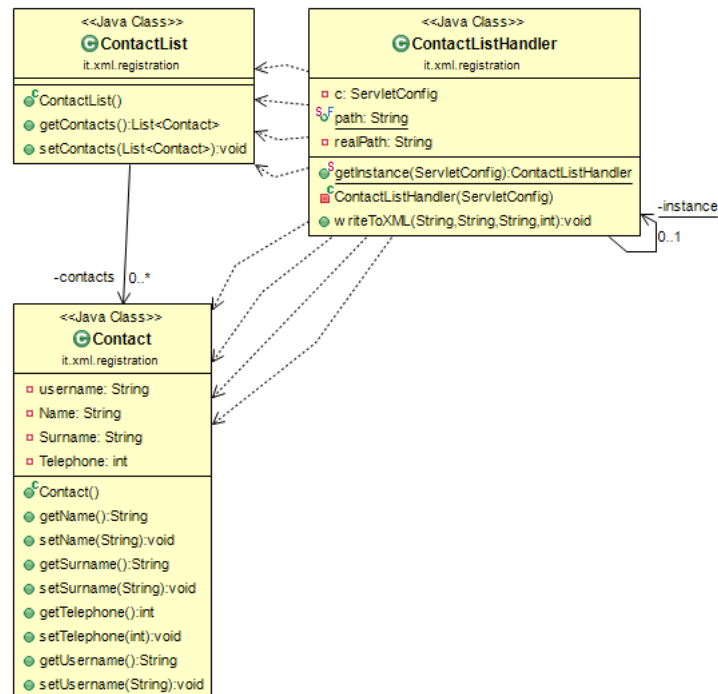 <<Java Class>>
ContactList
it.xml.registration
ContactList()
getContacts():List<Contact>
setContacts(List<Contact>):void
<<Java Class>>
ContactListHandler
it.xml.registration
c: ServletConfig
path: String
realPath: String
getInstance(ServletConfig):ContactListHandler
ContactListHandler(ServletConfig)
writeToXML(String,String,String,int):void
-instance
0..1
-contacts 0..*
<<Java Class>>
Contact
it.xml.registration
username: String
Name: String
Surname: String
Telephone: int
Contact()
getName():String
setName(String):void
getSurname():String
setSurname(String):void
getTelephone():int
setTelephone(int):void
getUsername():String
setUsername(String):void